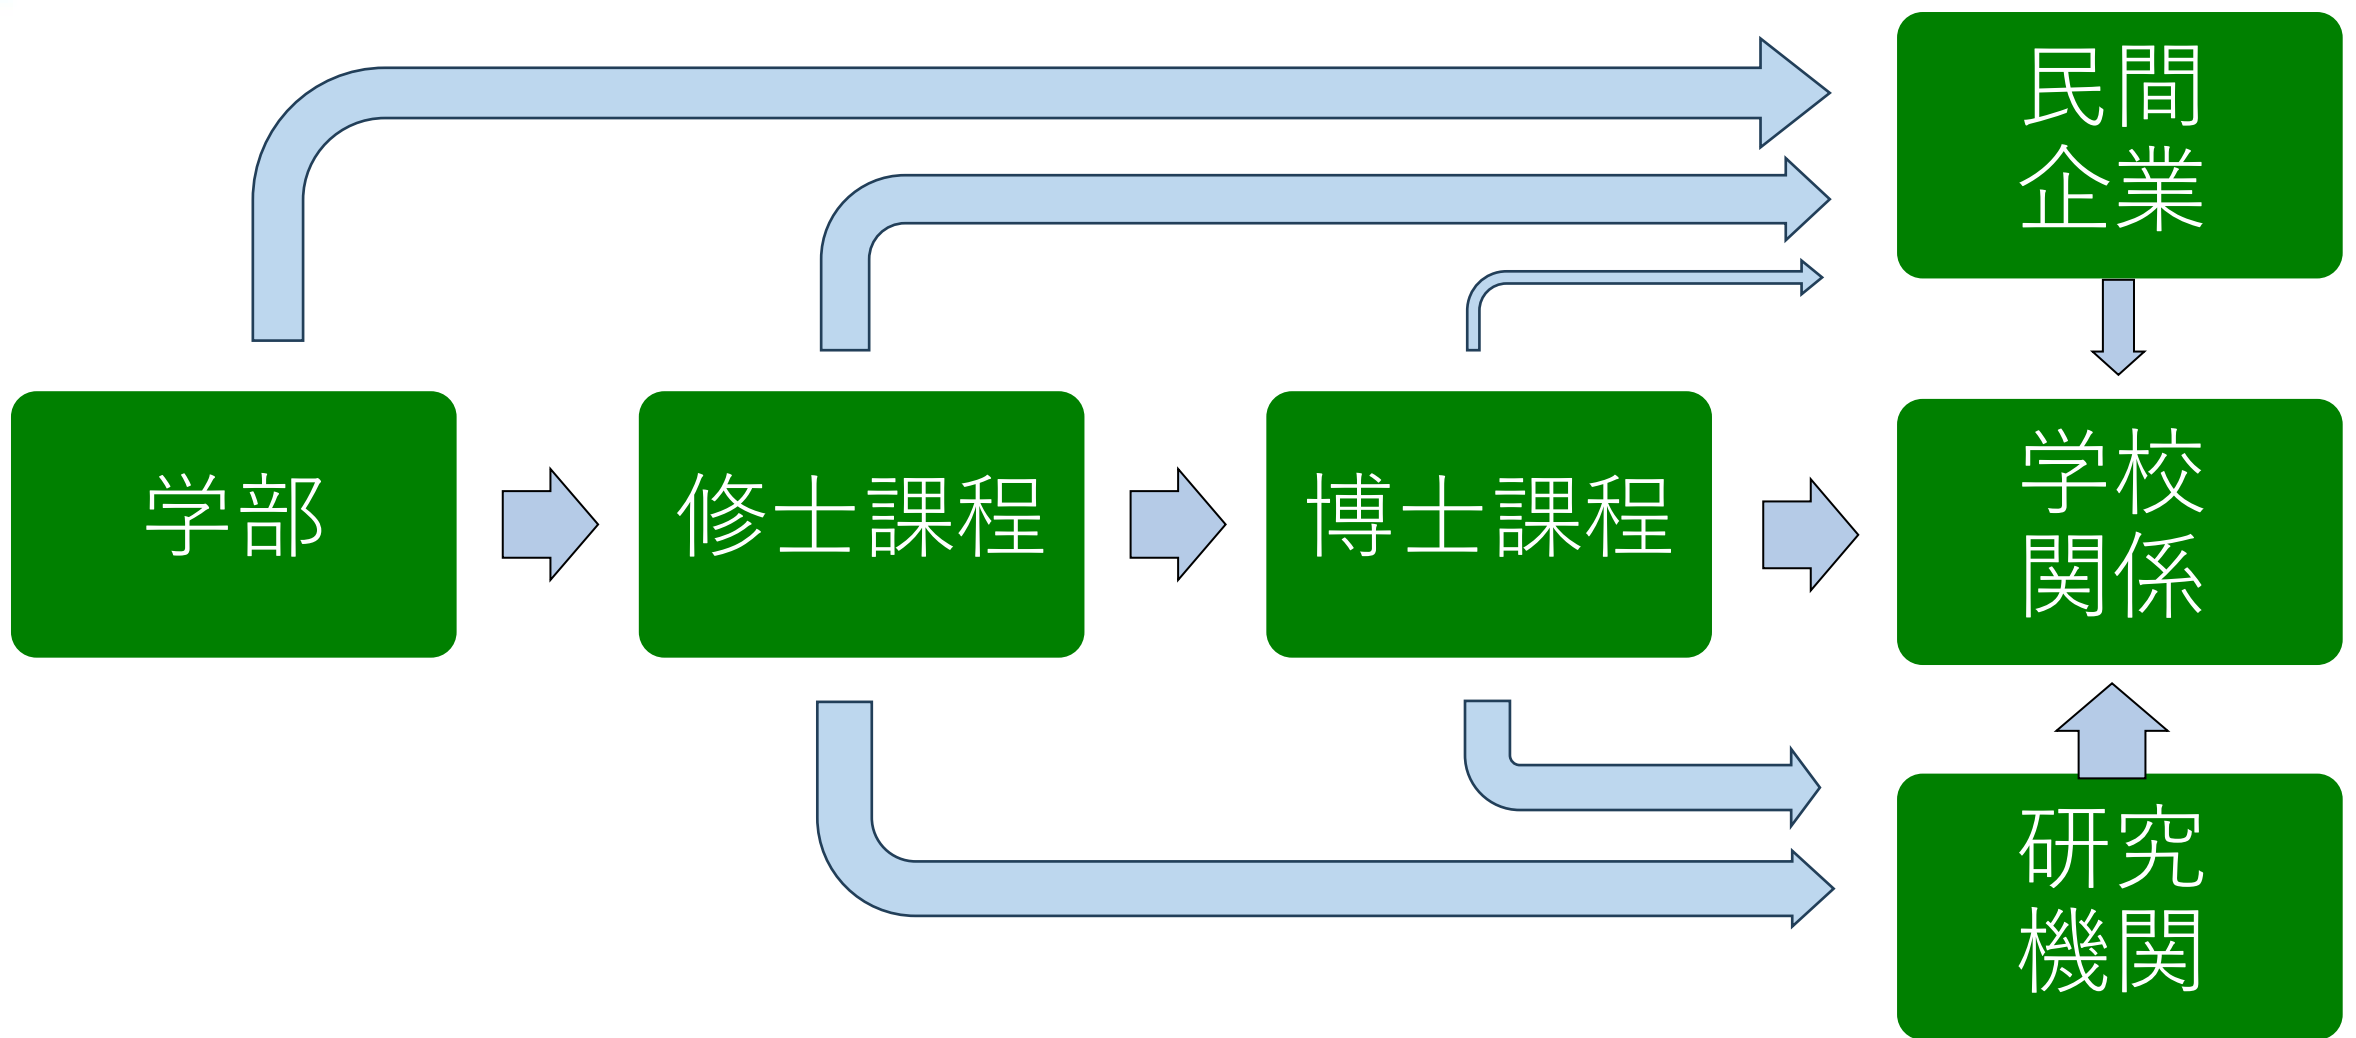 民間
企業
学部
修士課程
博士課程
学校
関係
研究
機関